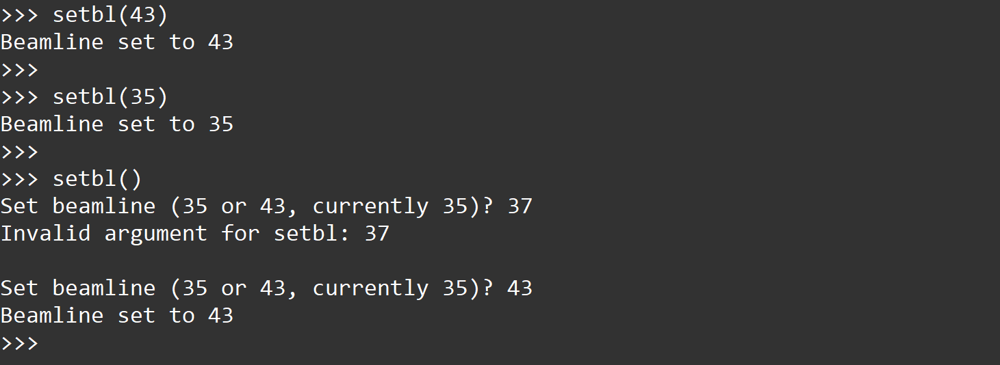 >>> setbl(43)
Beamline set to 43
>>>
>>> setbl(35)
Beamline set to 35
>>>
>>> setbl()
Set beamline (35 or 43, currently 35)? 37
Invalid argument for setbl: 37
Set beamline (35 or 43, currently 35)? 43
Beamline set to 43
>>>